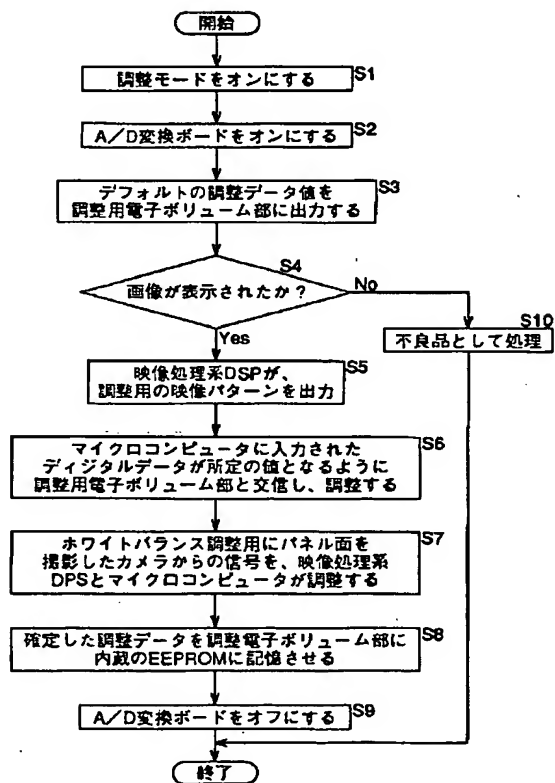 開始
調整モードをオンにする
S1
A/D変換ボードをオンにする
S2
デフォルトの調整データ値を
調整用電子ボリューム部に出力する
S3
S4
画像が表示されたか?
No
Yes
S10
不良品として処理
映像処理系DSPが、
調整用の映像パターンを出力
S5
マイクロコンピュータに入力された
ディジタルデータが所定の値となるように
調整用電子ボリューム部と交信し、調整する
S6
ホワイトバランス調整用にパネル面を
撮影したカメラからの信号を、映像処理系
DPSとマイクロコンピュータが調整する
S7
確定した調整データを調整電子ボリューム部に
内蔵のEEPROMに記憶させる
S8
A/D変換ボードをオフにする
S9
終了